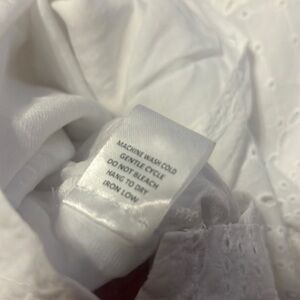 MACHINE WASH COLD
GENTLE CYCLE
DO NOT BLEACH
HANG TO DRY
IRON LOW